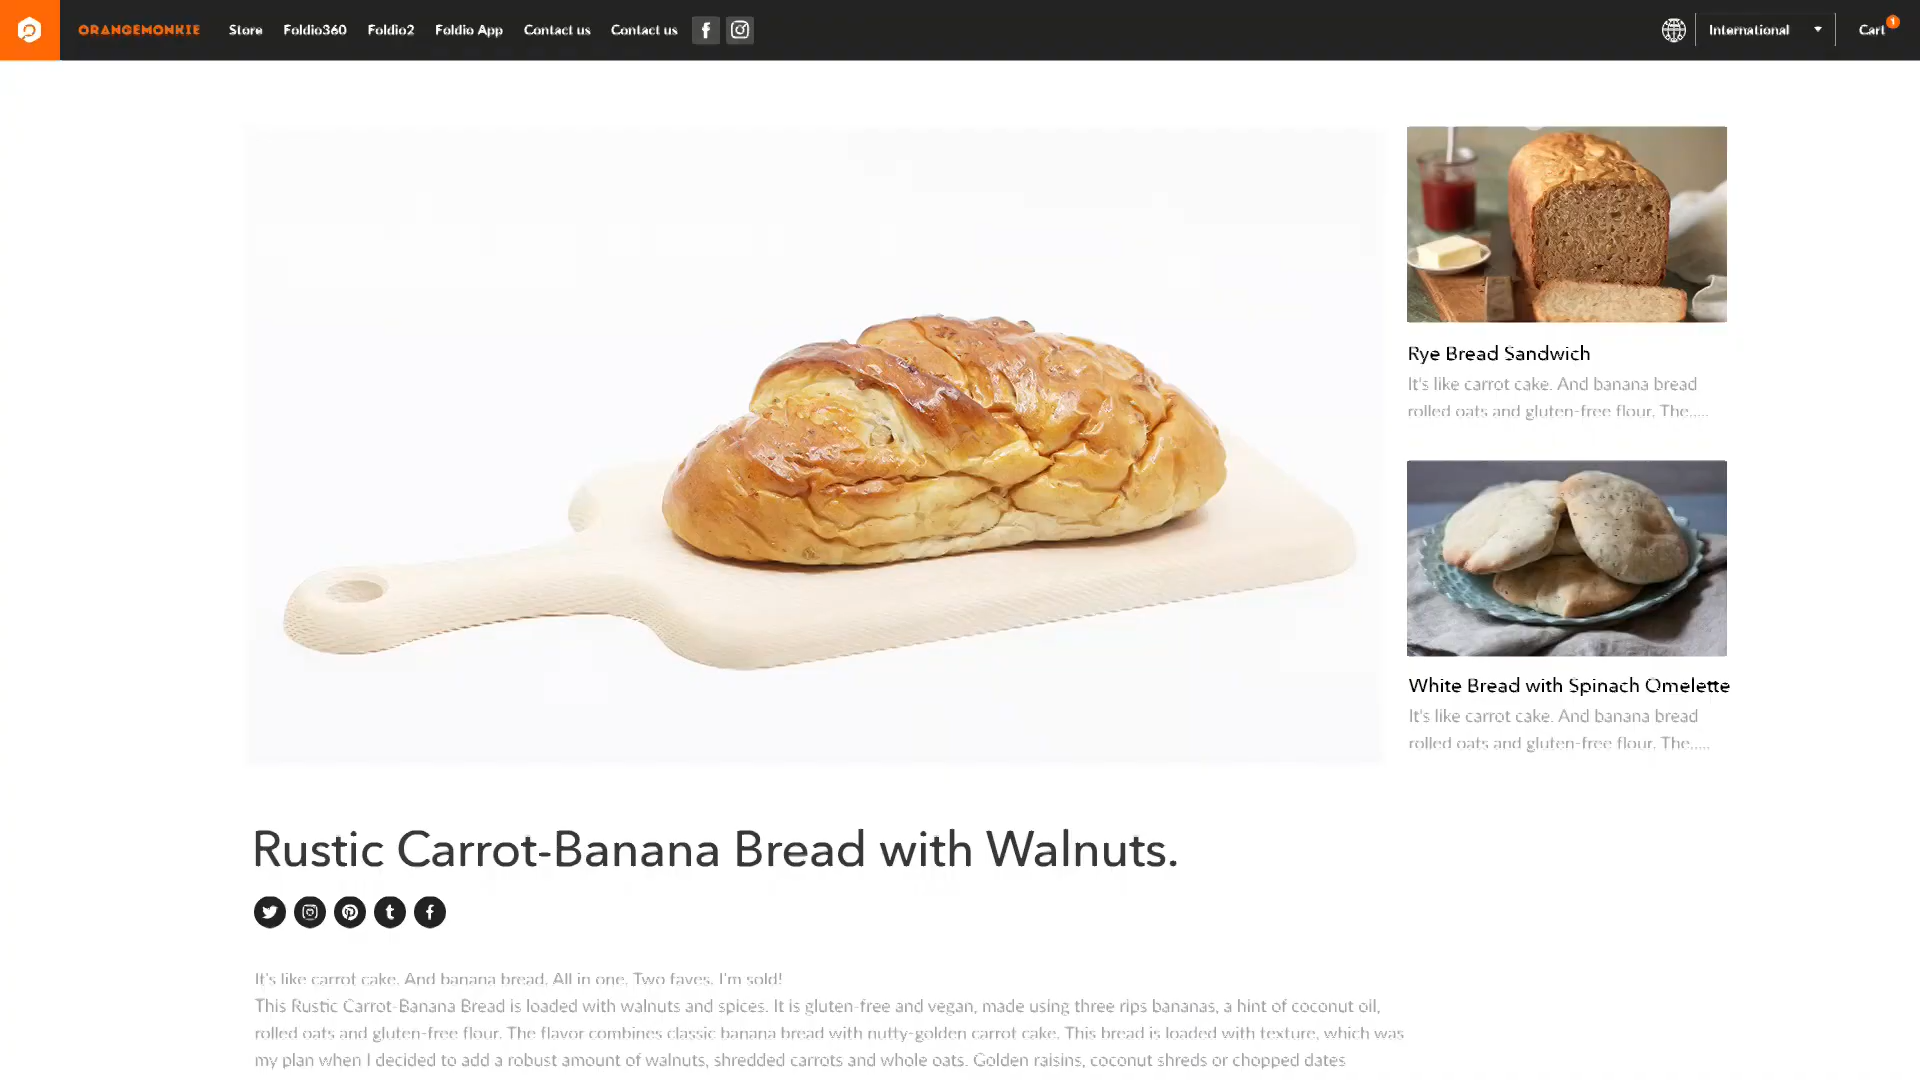 ORANGEMONKIE Store Foldio360 Foldio2 Foldio App Contact us Contact us International Cart 1
Rye Bread Sandwich
It's like carrot cake. And banana bread
rolled oats and gluten-free flour. The.....
White Bread with Spinach Omelette
It's like carrot cake. And banana bread
rolled oats and gluten-free flour. The.....
Rustic Carrot-Banana Bread with Walnuts.
It's like carrot cake. And banana bread. All in one. Two faves. I'm sold!
This Rustic Carrot-Banana Bread is loaded with walnuts and spices. It is gluten-free and vegan, made using three rips bananas, a hint of coconut oil,
rolled oats and gluten-free flour. The flavor combines classic banana bread with nutty-golden carrot cake. This bread is loaded with texture, which was
my plan when I decided to add a robust amount of walnuts, shredded carrots and whole oats. Golden raisins, coconut shreds or chopped dates